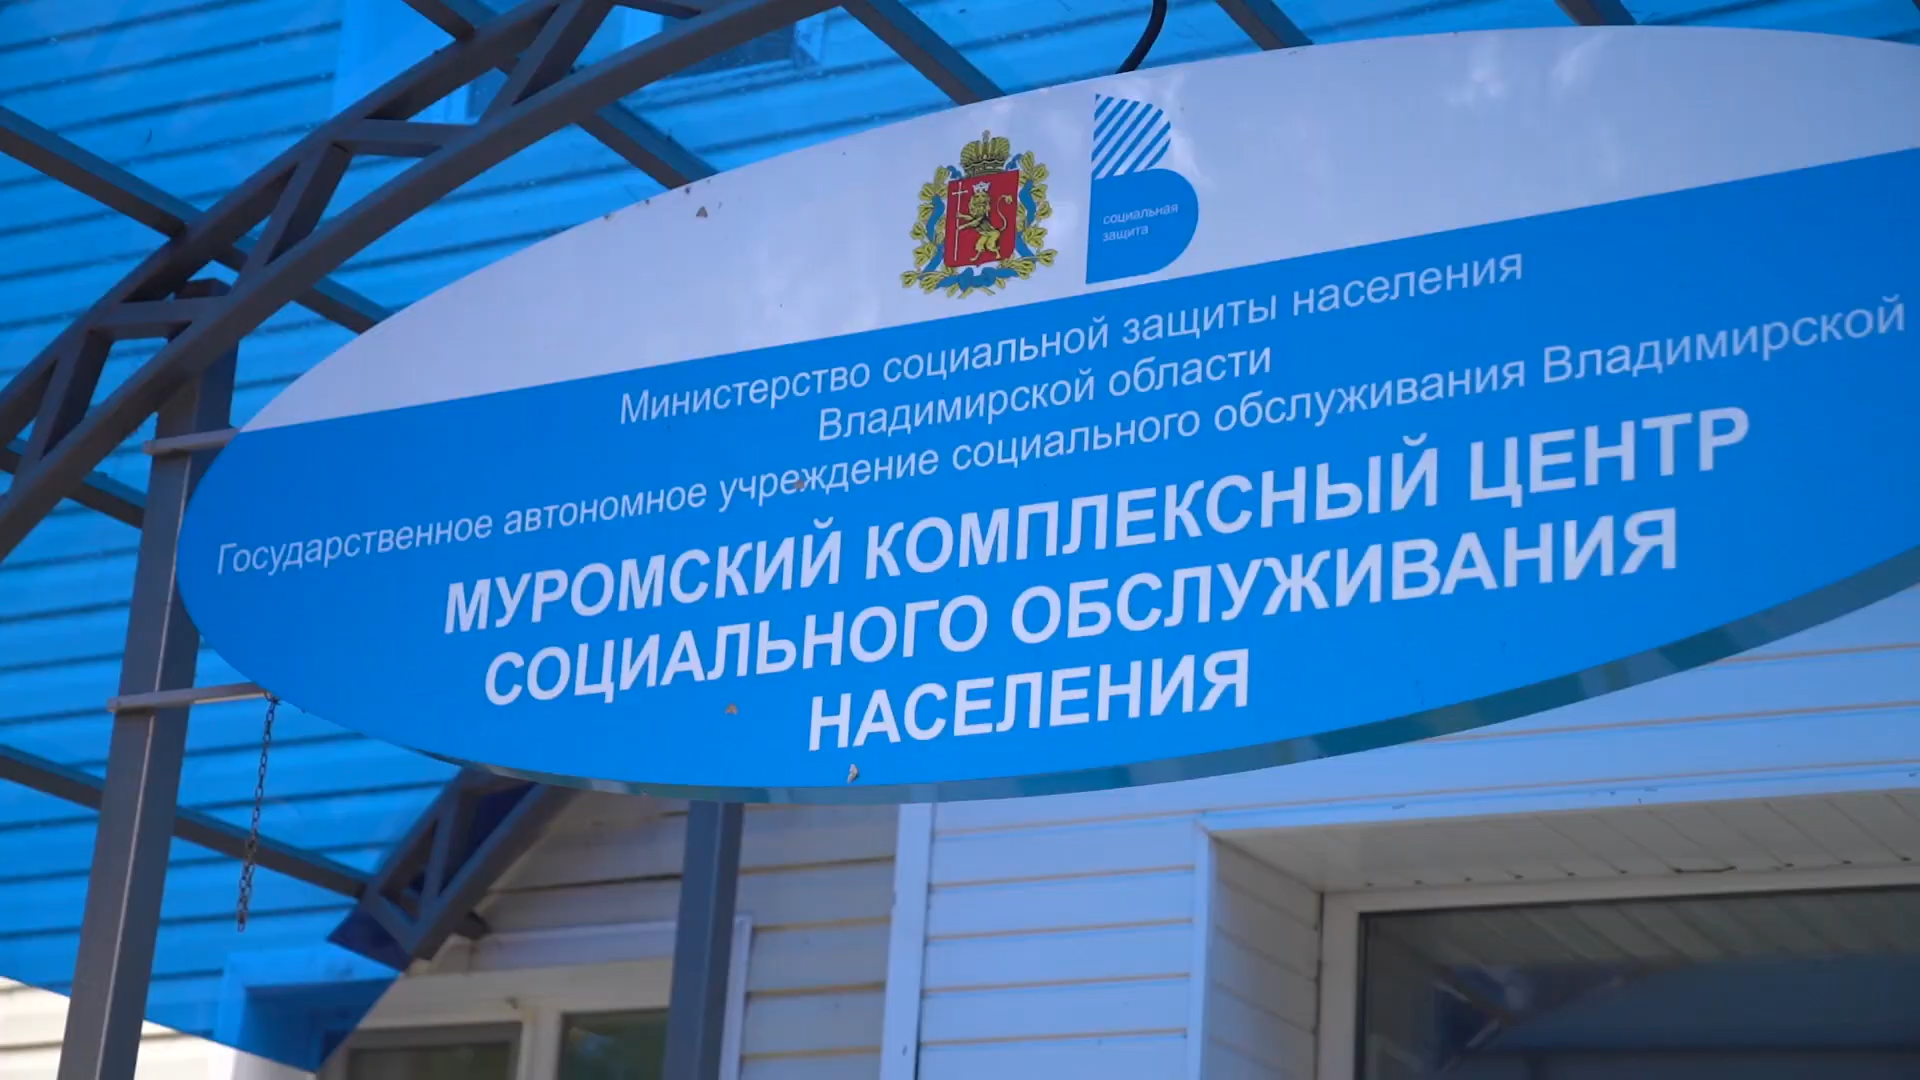 социальная
защита
Министерство социальной защиты населения
Владимирской области
Государственное автономное учреждение социального обслуживания Владимирской
МУРОМСКИЙ КОМПЛЕКСНЫЙ ЦЕНТР
СОЦИАЛЬНОГО ОБСЛУЖИВАНИЯ
НАСЕЛЕНИЯ